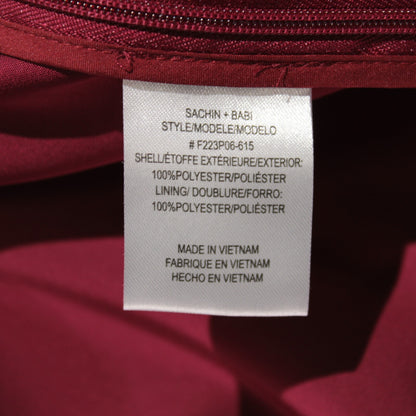 SACHIN + BABI
STYLE/MODELE/MODELO
# F223P06-615
SHELL/ÉTOFFE EXTÉRIEURE/EXTERIOR:
100%POLYESTER/POLIÉSTER
LINING/ DOUBLURE/FORRO:
100%POLYESTER/POLIÉSTER
MADE IN VIETNAM
FABRIQUE EN VIETNAM
HECHO EN VIETNAM